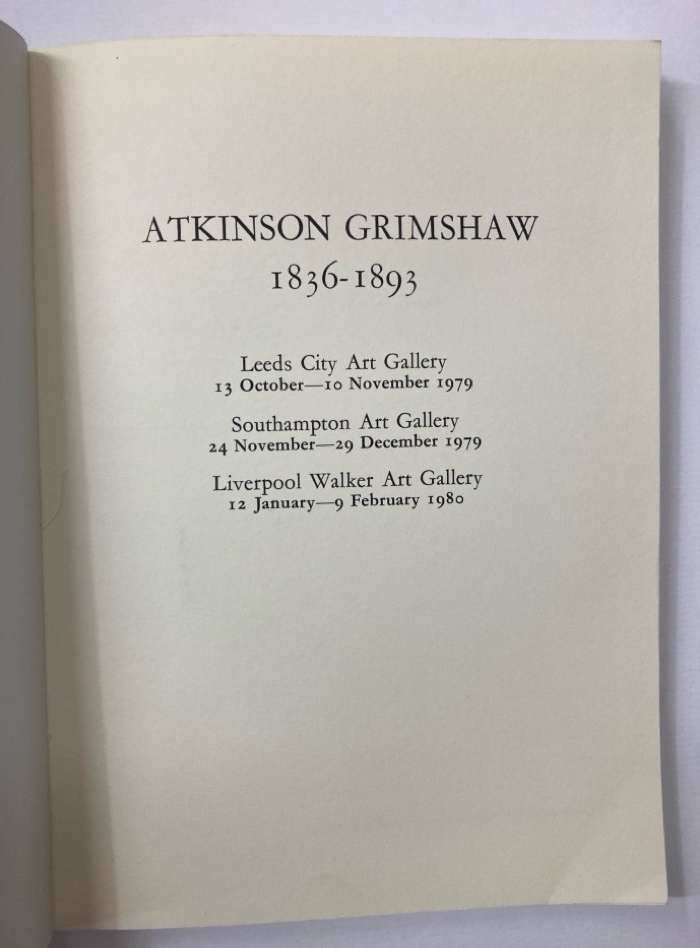 ATKINSON GRIMSHAW
1836-1893
Leeds City Art Gallery
13 October—10 November 1979
Southampton Art Gallery
24 November—29 December 1979
Liverpool Walker Art Gallery
12 January—9 February 1980